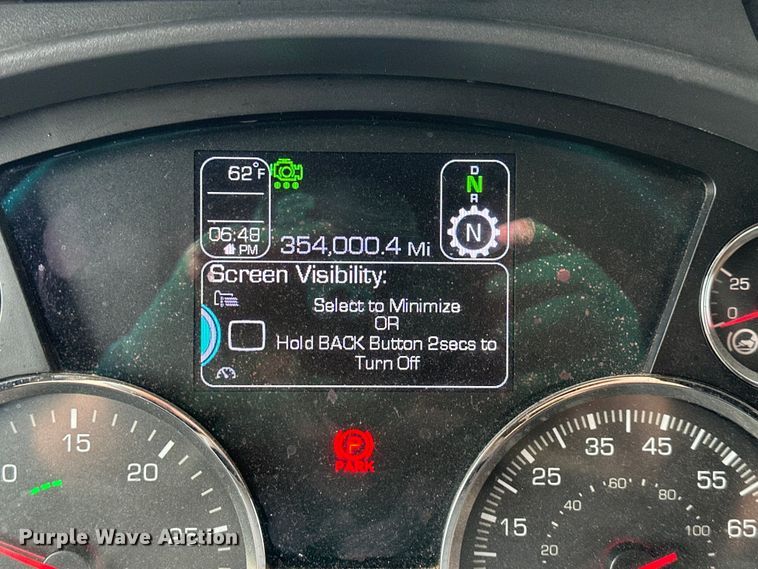 62°F
06:48
PM
354,000.4 Mi
D
N
R
N
Screen Visibility:
Select to Minimize
OR
Hold BACK Button 2secs to
Turn Off
P
PARK
25
0
15
20
25
15
25
35
45
55
65
20
60
80
100
Purple Wave Auction